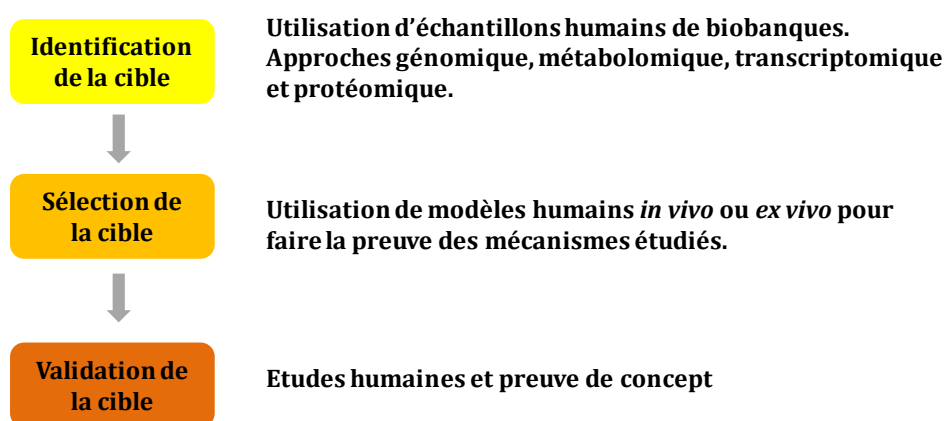 Identification
de la cible
Utilisation d'échantillons humains de biobanques.
Approches génomique, métabolomique, transcriptomique
et protéomique.
Sélection de
la cible
Utilisation de modèles humains in vivo ou ex vivo pour
faire la preuve des mécanismes étudiés.
Validation de
la cible
Etudes humaines et preuve de concept